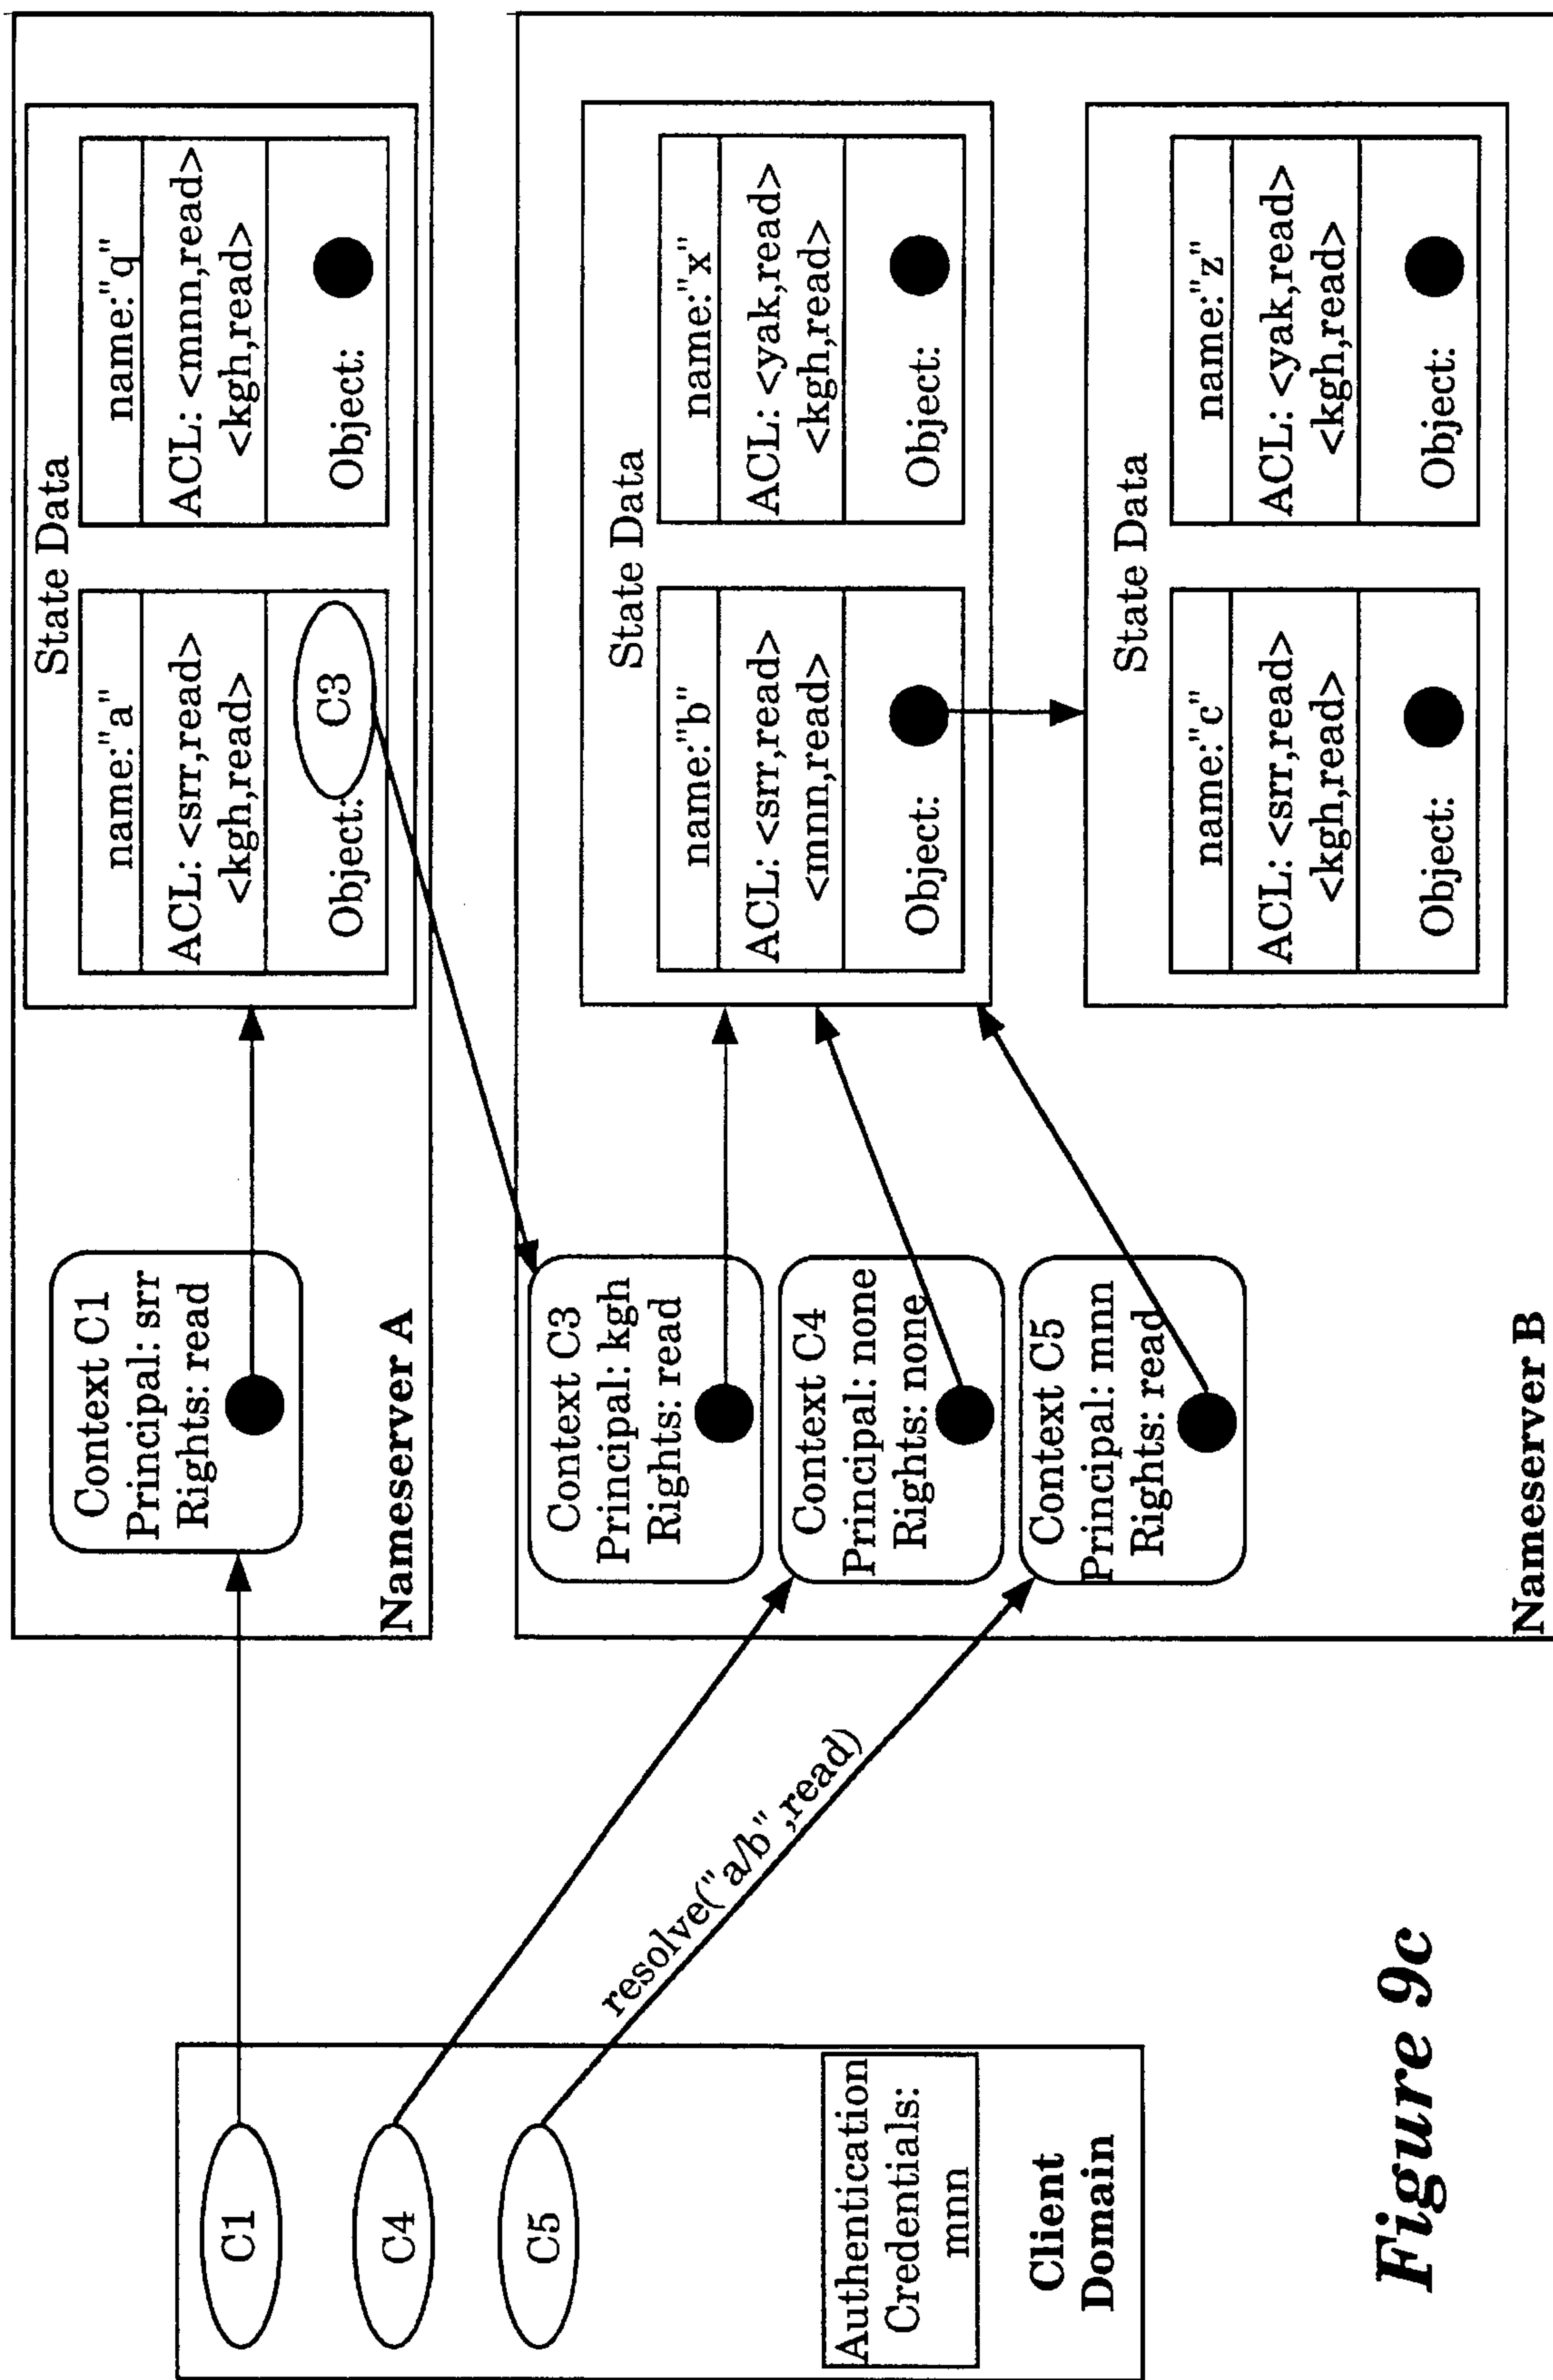 C1
C4
C5
Authentication
Credentials:
mnn
Client
Domain
resolve("a/b",read)
Context C1
Principal: srr
Rights: read
Nameserver A
State Data
name:"a"
ACL: <srr,read>
<kgh,read>
Object:
C3
name:"q"
ACL: <mnn,read>
<kgh,read>
Object:
Context C3
Principal: kgh
Rights: read
Context C4
Principal: none
Rights: none
Context C5
Principal: mnn
Rights: read
Nameserver B
State Data
name:"b"
ACL: <srr,read>
<mnn,read>
Object:
name:"x"
ACL: <yak,read>
<kgh,read>
Object:
State Data
name:"c"
ACL: <srr,read>
<kgh,read>
Object:
name:"z"
ACL: <yak,read>
<kgh,read>
Object:
Figure 9c